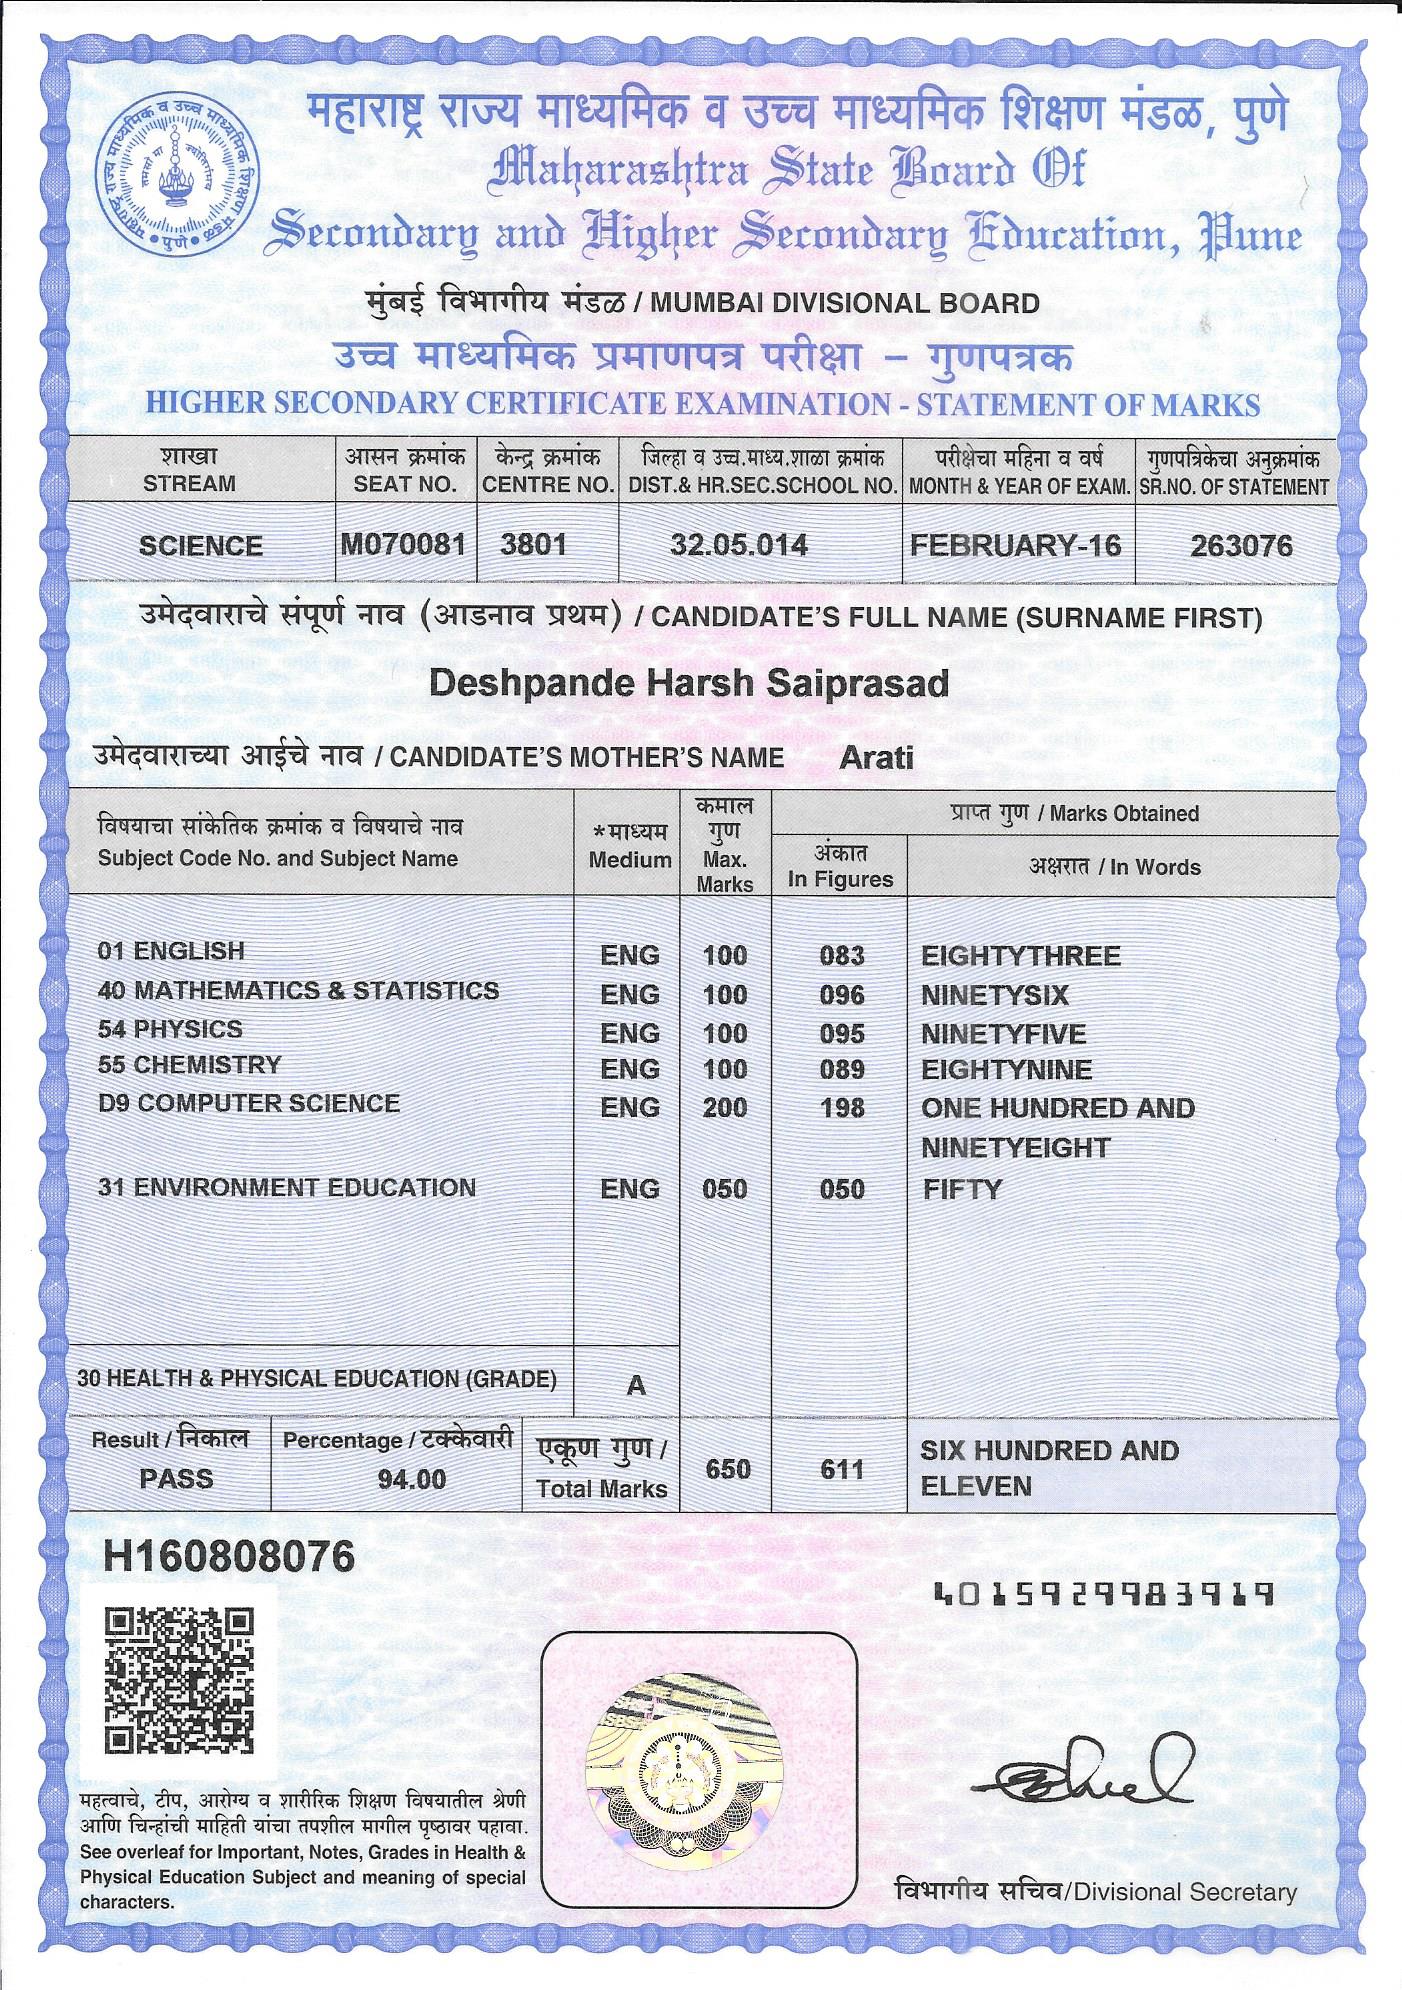 महाराष्ट्र राज्य माध्यमिक व उच्च माध्यमिक शिक्षण मंडळ, पुणे
Maharashtra State Board Of
Secondary and Higher Secondary Education, Pune
महाराष्ट्र राज्य माध्यमिक व उच्च माध्यमिक शिक्षण मंडळ पुणे
तमसो मा ज्योतिर्गमय
मुंबई विभागीय मंडळ / MUMBAI DIVISIONAL BOARD
उच्च माध्यमिक प्रमाणपत्र परीक्षा – गुणपत्रक
HIGHER SECONDARY CERTIFICATE EXAMINATION - STATEMENT OF MARKS
शाखा आसन क्रमांक केन्द्र क्रमांक जिल्हा व उच्च.माध्य.शाळा क्रमांक परीक्षेचा महिना व वर्ष गुणपत्रिकेचा अनुक्रमांक
STREAM SEAT NO. CENTRE NO. DIST.& HR.SEC.SCHOOL NO. MONTH & YEAR OF EXAM. SR.NO. OF STATEMENT
SCIENCE M070081 3801 32.05.014 FEBRUARY-16 263076
उमेदवाराचे संपूर्ण नाव (आडनाव प्रथम) / CANDIDATE'S FULL NAME (SURNAME FIRST)
Deshpande Harsh Saiprasad
उमेदवाराच्या आईचे नाव / CANDIDATE'S MOTHER'S NAME Arati
विषयाचा सांकेतिक क्रमांक व विषयाचे नाव
Subject Code No. and Subject Name
*माध्यम
Medium
कमाल
गुण
Max.
Marks
प्राप्त गुण / Marks Obtained
अंकात
In Figures
अक्षरात / In Words
01 ENGLISH ENG 100 083 EIGHTYTHREE
40 MATHEMATICS & STATISTICS ENG 100 096 NINETYSIX
54 PHYSICS ENG 100 095 NINETYFIVE
55 CHEMISTRY ENG 100 089 EIGHTYNINE
D9 COMPUTER SCIENCE ENG 200 198 ONE HUNDRED AND
NINETYEIGHT
31 ENVIRONMENT EDUCATION ENG 050 050 FIFTY
30 HEALTH & PHYSICAL EDUCATION (GRADE) A
Result / निकाल
PASS
Percentage / टक्केवारी
94.00
एकूण गुण /
Total Marks
650 611
SIX HUNDRED AND
ELEVEN
H160808076
4015929983919
महत्वाचे, टीप, आरोग्य व शारीरिक शिक्षण विषयातील श्रेणी
आणि चिन्हांची माहिती यांचा तपशील मागील पृष्ठावर पहावा.
See overleaf for Important, Notes, Grades in Health &
Physical Education Subject and meaning of special
characters.
विभागीय सचिव/Divisional Secretary